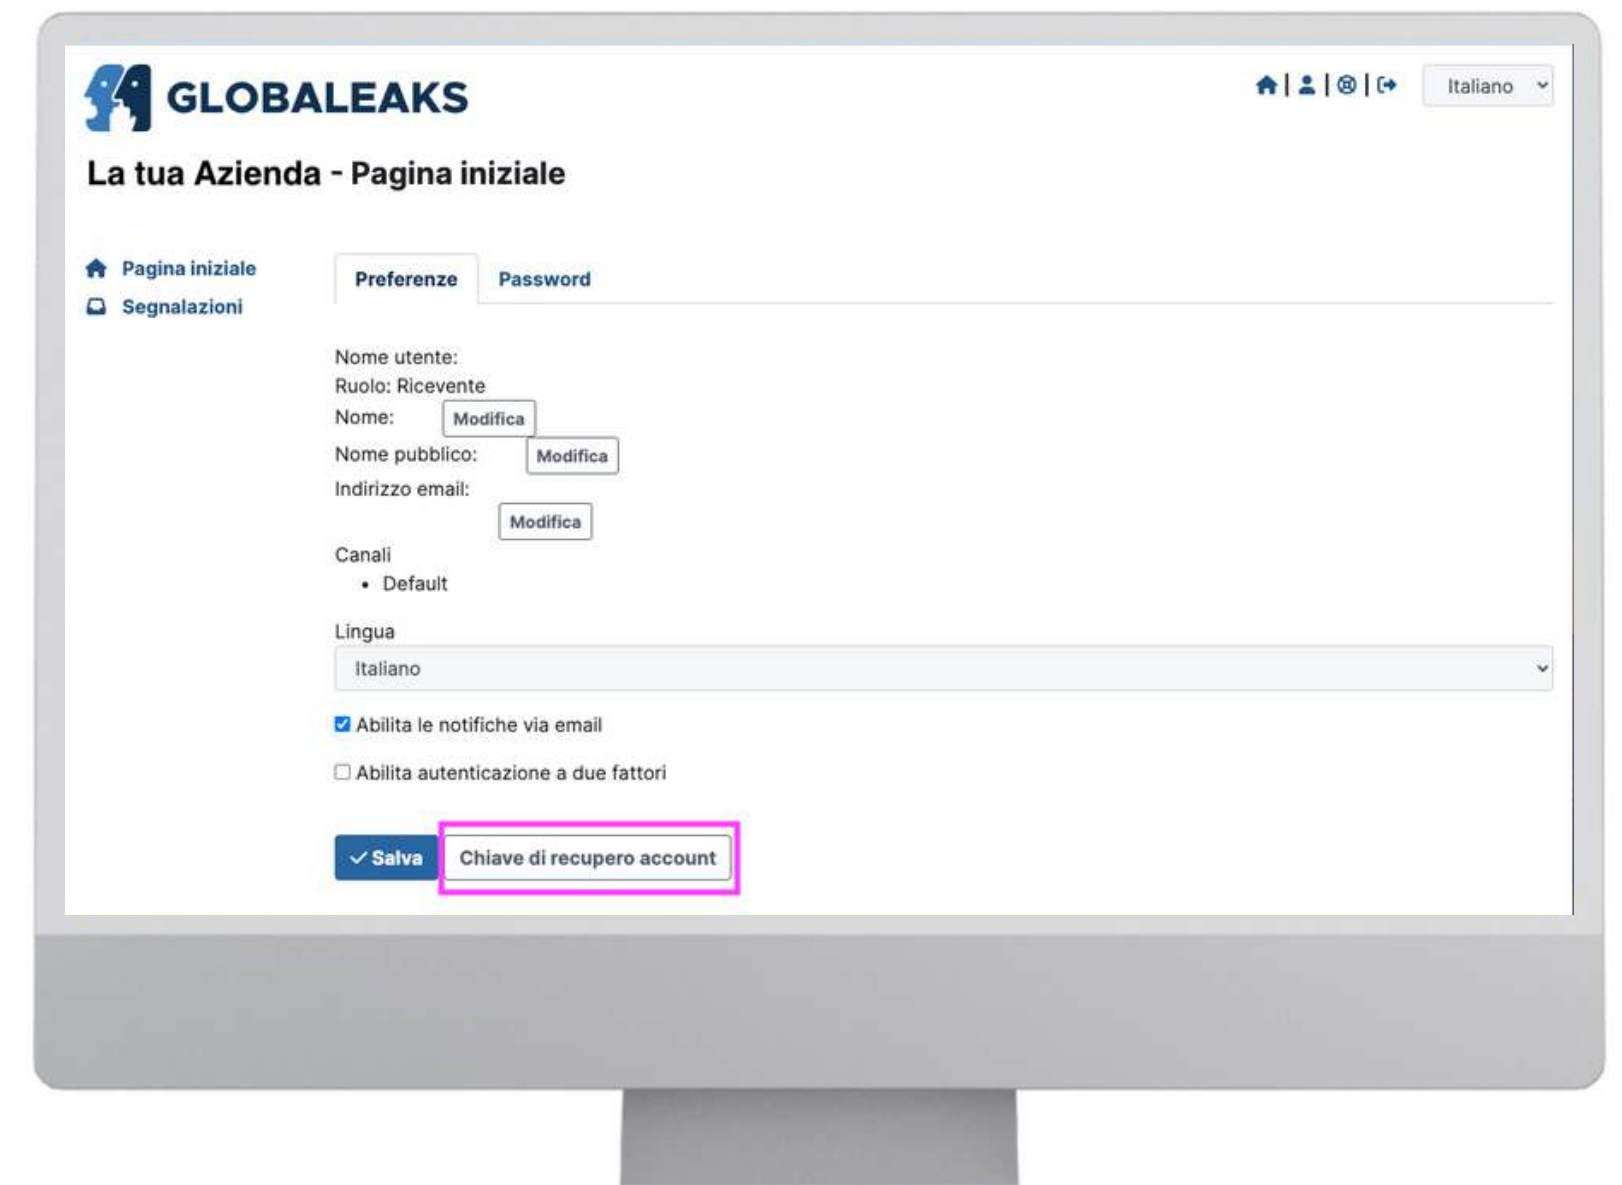 GLOBALEAKS
Italiano
La tua Azienda - Pagina iniziale
Pagina iniziale
Segnalazioni
Preferenze
Password
Nome utente:
Ruolo: Ricevente
Nome: Modifica
Nome pubblico: Modifica
Indirizzo email:
Modifica
Canali
• Default
Lingua
Italiano
Abilita le notifiche via email
Abilita autenticazione a due fattori
Salva
Chiave di recupero account